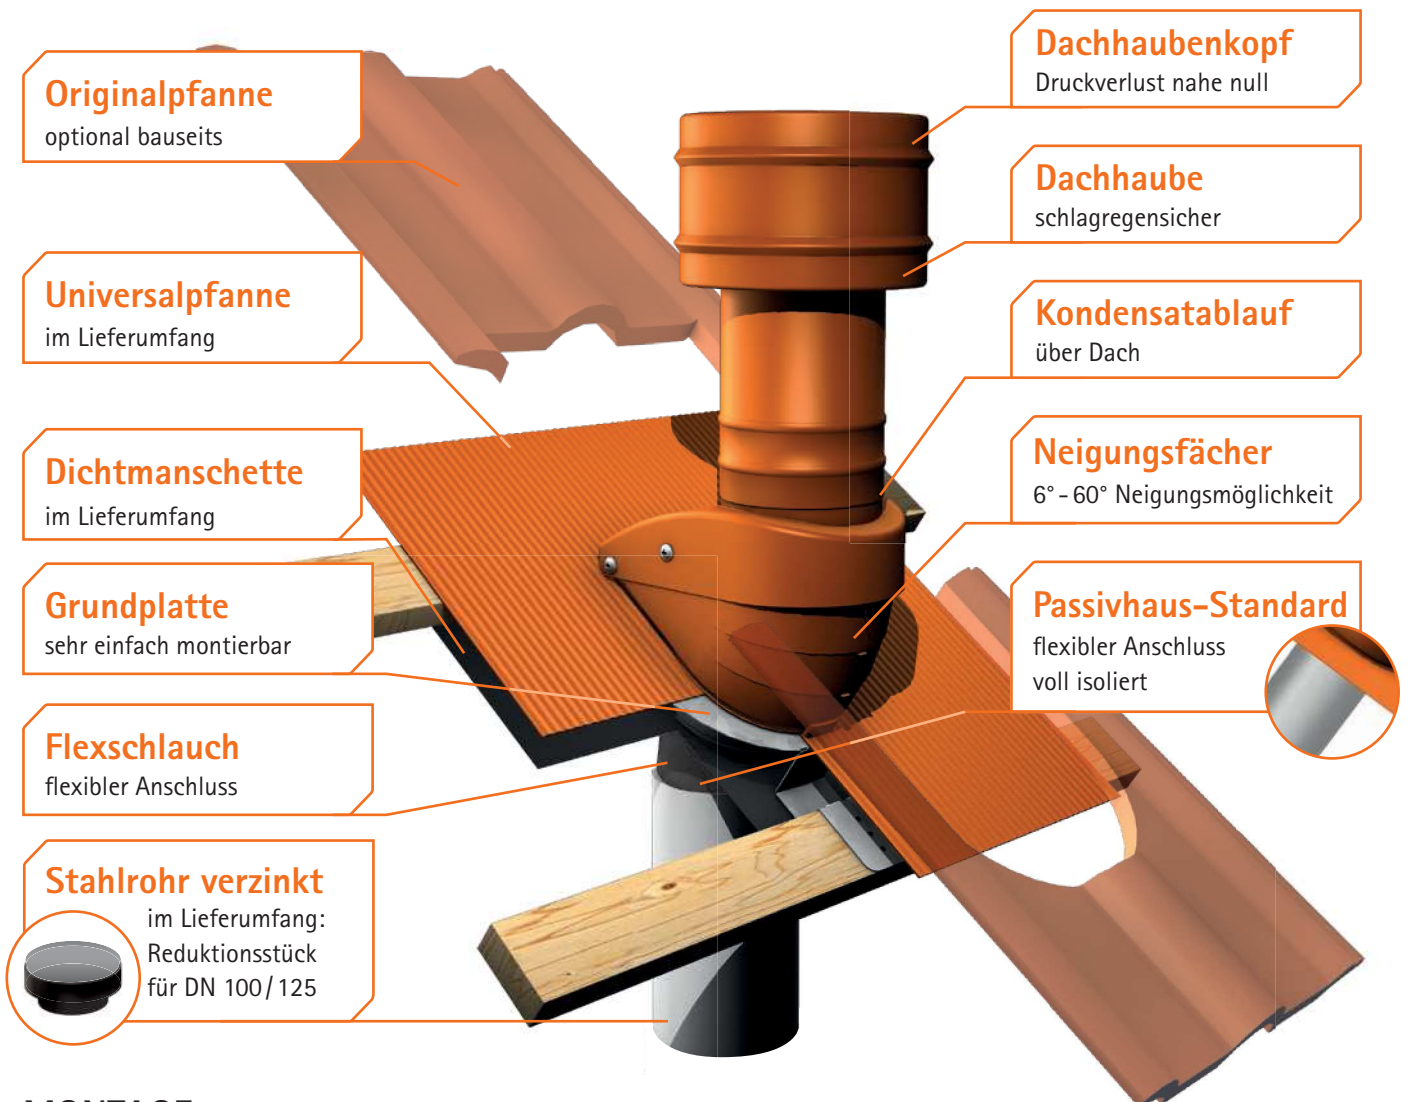 Originalpfanne
optional bauseits
Universalpfanne
im Lieferumfang
Dichtmanschette
im Lieferumfang
Grundplatte
sehr einfach montierbar
Flexschlauch
flexibler Anschluss
Stahlrohr verzinkt
im Lieferumfang:
Reduktionsstück
für DN 100/125
Dachhaubenkopf
Druckverlust nahe null
Dachhaube
schlagregensicher
Kondensatablauf
über Dach
Neigungsfächer
6°-60° Neigungsmöglichkeit
Passivhaus-Standard
flexibler Anschluss
voll isoliert